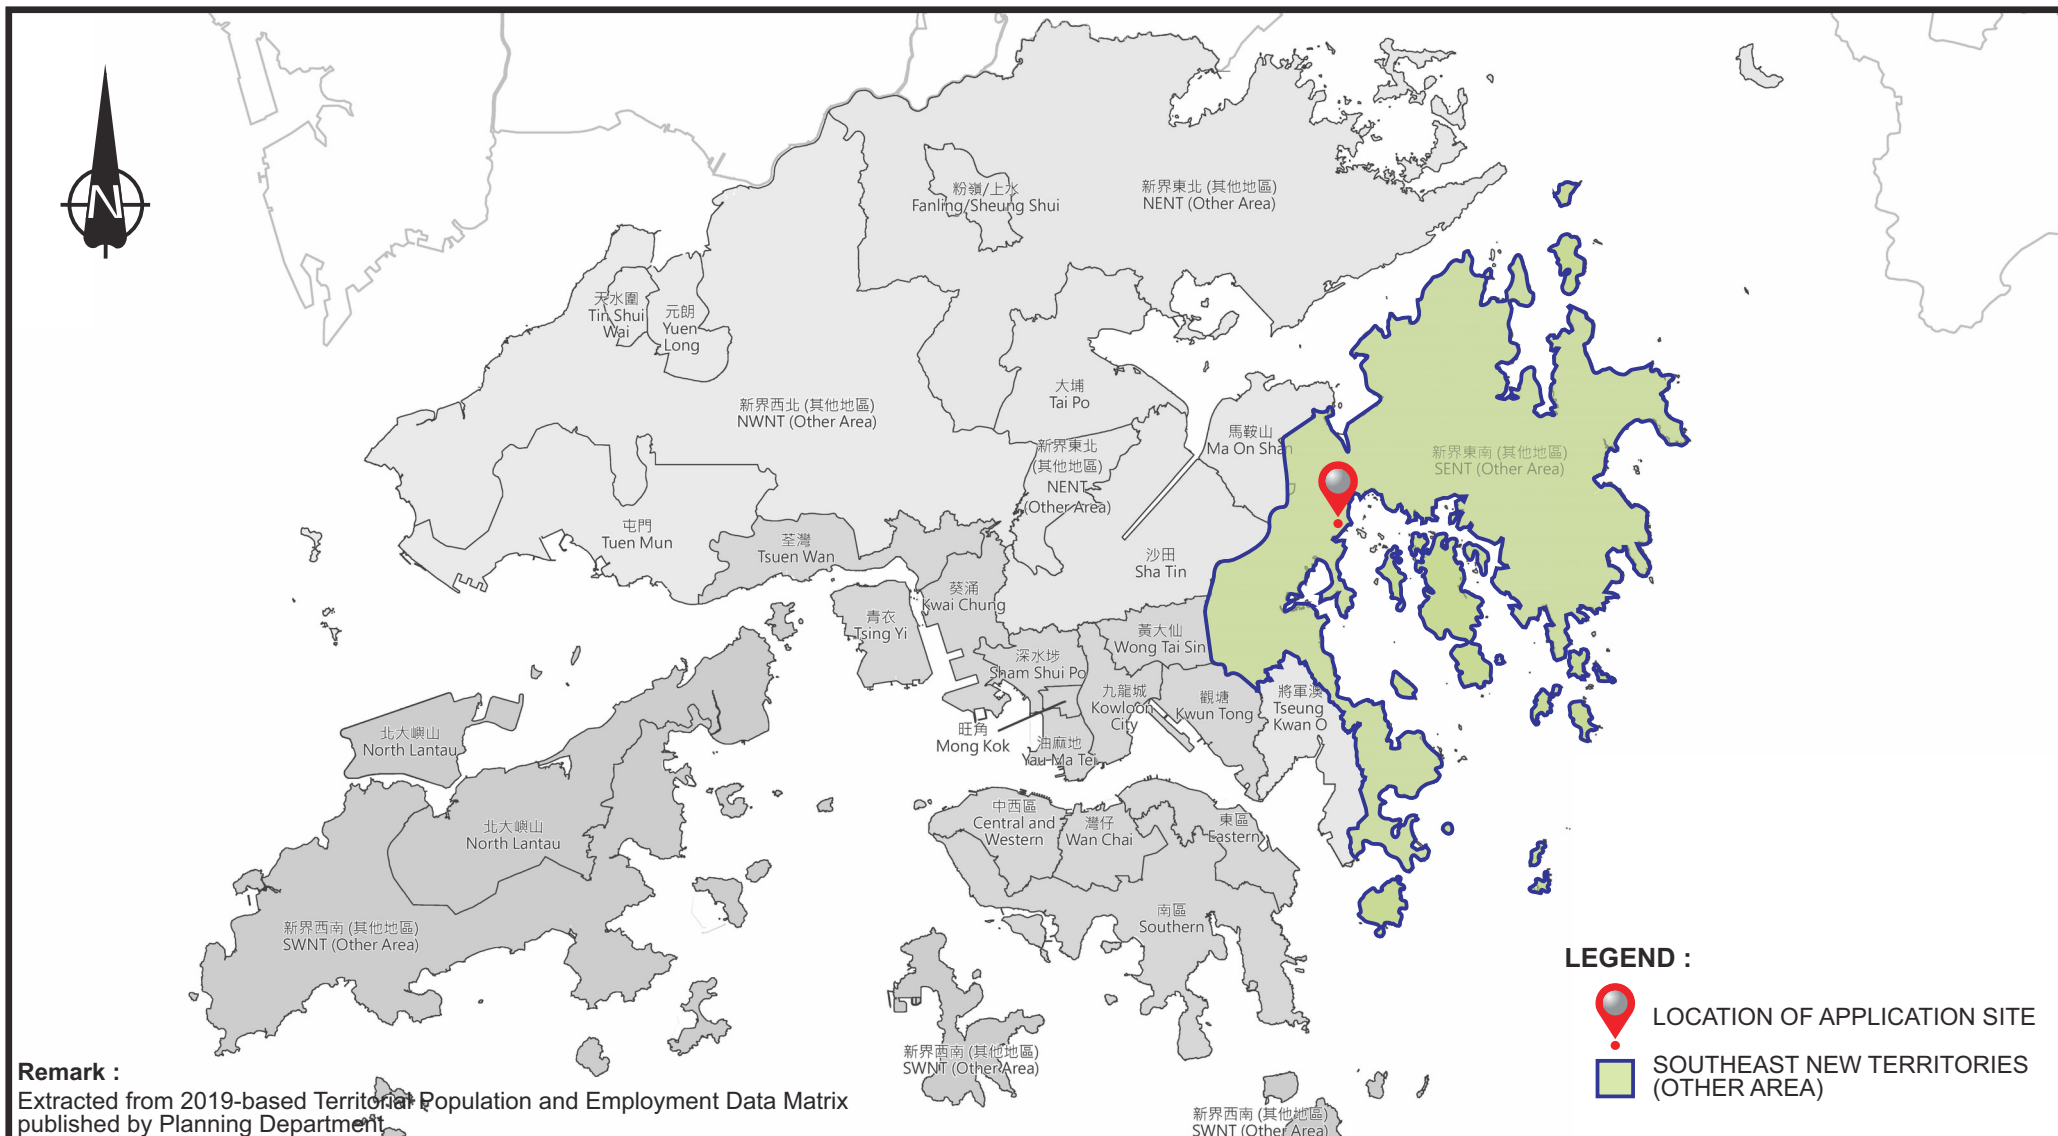 N
粉嶺/上水
Fanling/Sheung Shui
新界東北 (其他地區)
NENT (Other Area)
天水圍
Tin Shui
Wai
元朗
Yuen
Long
大埔
Tai Po
新界西北 (其他地區)
NWNT (Other Area)
馬鞍山
Ma On Shan
新界東北
(其他地區)
NENT
(Other Area)
新界東南 (其他地區)
SENT (Other Area)
屯門
Tuen Mun
荃灣
Tsuen Wan
沙田
Sha Tin
葵涌
Kwai Chung
青衣
Tsing Yi
黃大仙
Wong Tai Sin
深水埗
Sham Shui Po
九龍城
Kowloon
City
觀塘
Kwun Tong
將軍澳
Tseung
Kwan O
旺角
Mong Kok
油麻地
Yau Ma Tei
北大嶼山
North Lantau
中西區
Central and
Western
灣仔
Wan Chai
東區
Eastern
北大嶼山
North Lantau
南區
Southern
新界西南 (其他地區)
SWNT (Other Area)
新界西南 (其他地區)
SWNT (Other Area)
新界西南 (其他地區)
SWNT (Other Area)
LEGEND :
LOCATION OF APPLICATION SITE
SOUTHEAST NEW TERRITORIES
(OTHER AREA)
Remark :
Extracted from 2019-based Territorial Population and Employment Data Matrix
published by Planning Department